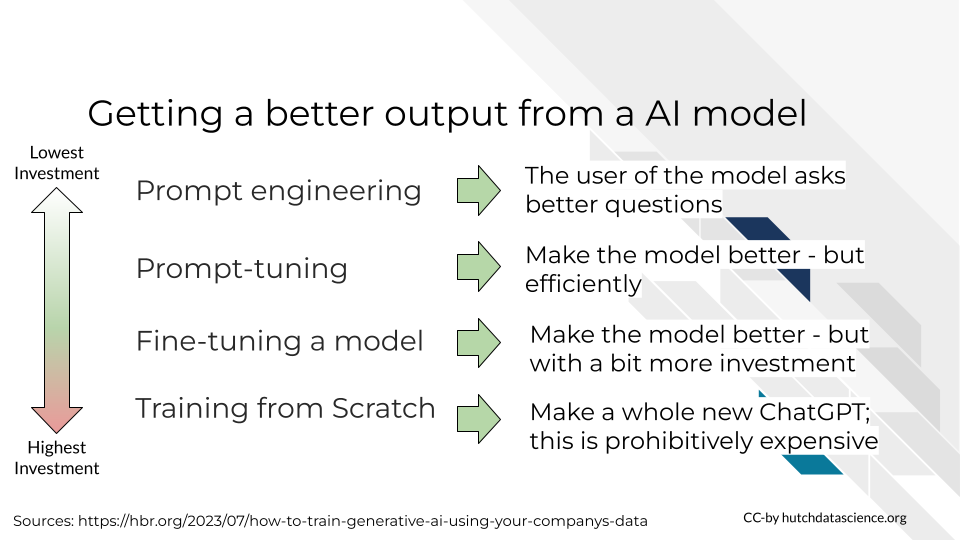 Getting a better output from a AI model
Lowest
Investment
Prompt engineering
The user of the model asks
better questions
Prompt-tuning
Make the model better - but
efficiently
Fine-tuning a model
Make the model better - but
with a bit more investment
Training from Scratch
Make a whole new ChatGPT;
this is prohibitively expensive
Highest
Investment
Sources: https://hbr.org/2023/07/how-to-train-generative-ai-using-your-companys-data
CC-by hutchdatascience.org